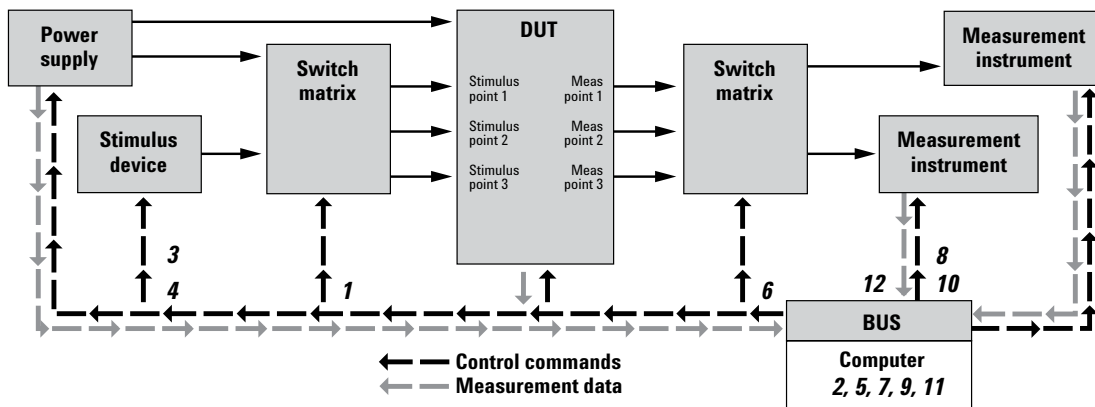 Power
supply
Stimulus
device
Switch
matrix
DUT
Stimulus
point 1
Stimulus
point 2
Stimulus
point 3
Meas
point 1
Meas
point 2
Meas
point 3
Switch
matrix
Measurement
instrument
Measurement
instrument
3
4
1
6
8
12
10
BUS
Computer
2, 5, 7, 9, 11
Control commands
Measurement data